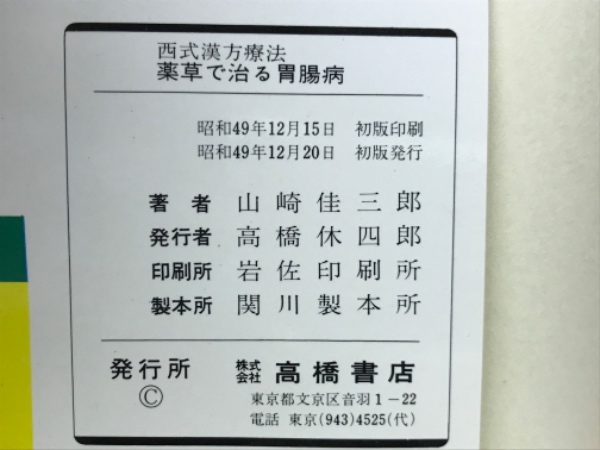 西式漢方療法
薬草で治る胃腸病
昭和49年12月15日 初版印刷
昭和49年12月20日 初版発行
著者 山崎佳三郎
発行者 高橋休四郎
印刷所 岩佐印刷所
製本所 関川製本所
発行所 株式会社 高橋書店
Ⓒ 東京都文京区音羽1-22
電話 東京(943)4525(代)